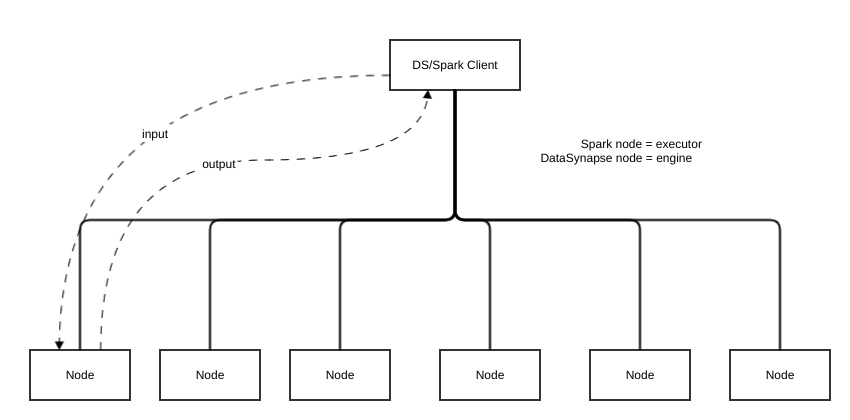 DS/Spark Client
input
Spark node = executor
DataSynapse node = engine
output
Node
Node
Node
Node
Node
Node